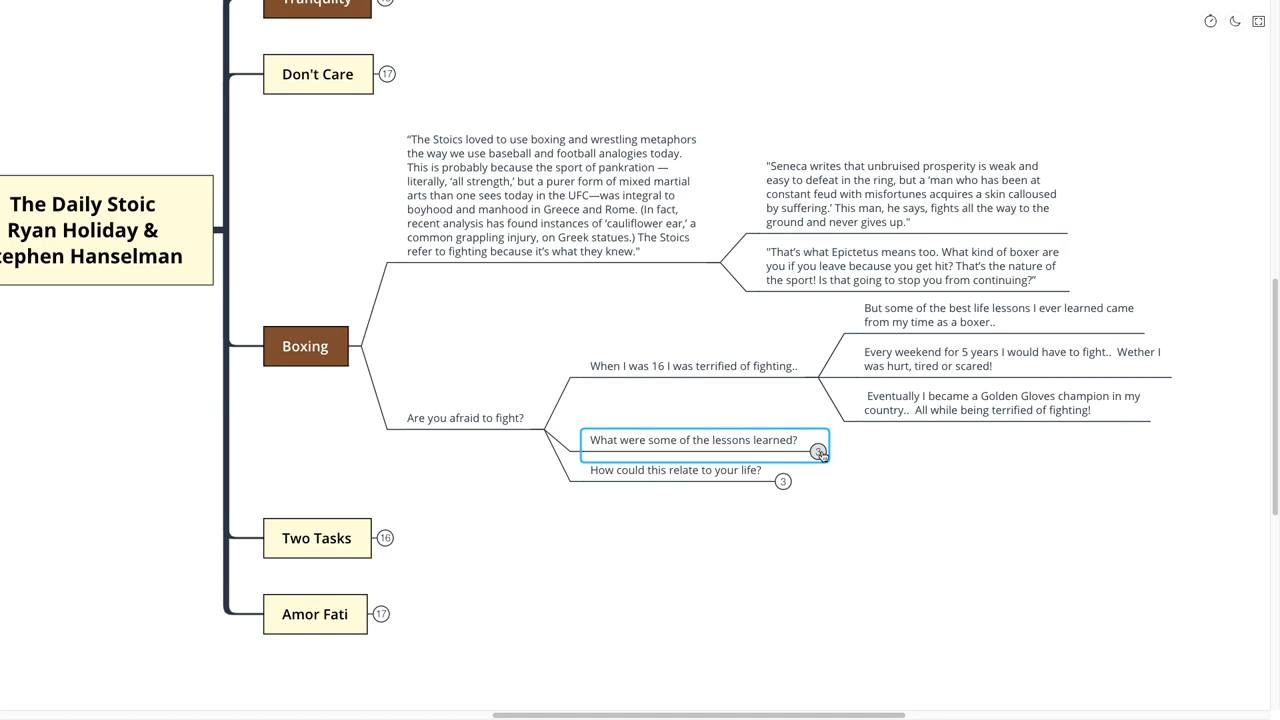 Tranquility
Don't Care
17
The Daily Stoic
Ryan Holiday &
tephen Hanselman
Boxing
“The Stoics loved to use boxing and wrestling metaphors
the way we use baseball and football analogies today.
This is probably because the sport of pankration —
literally, ‘all strength,’ but a purer form of mixed martial
arts than one sees today in the UFC—was integral to
boyhood and manhood in Greece and Rome. (In fact,
recent analysis has found instances of ‘cauliflower ear,’ a
common grappling injury, on Greek statues.) The Stoics
refer to fighting because it’s what they knew."
"Seneca writes that unbruised prosperity is weak and
easy to defeat in the ring, but a ‘man who has been at
constant feud with misfortunes acquires a skin calloused
by suffering.’ This man, he says, fights all the way to the
ground and never gives up."
"That’s what Epictetus means too. What kind of boxer are
you if you leave because you get hit? That’s the nature of
the sport! Is that going to stop you from continuing?”
Are you afraid to fight?
When I was 16 I was terrified of fighting..
But some of the best life lessons I ever learned came
from my time as a boxer..
Every weekend for 5 years I would have to fight..  Wether I
was hurt, tired or scared!
Eventually I became a Golden Gloves champion in my
country..  All while being terrified of fighting!
What were some of the lessons learned?
How could this relate to your life?
3
Two Tasks
16
Amor Fati
17